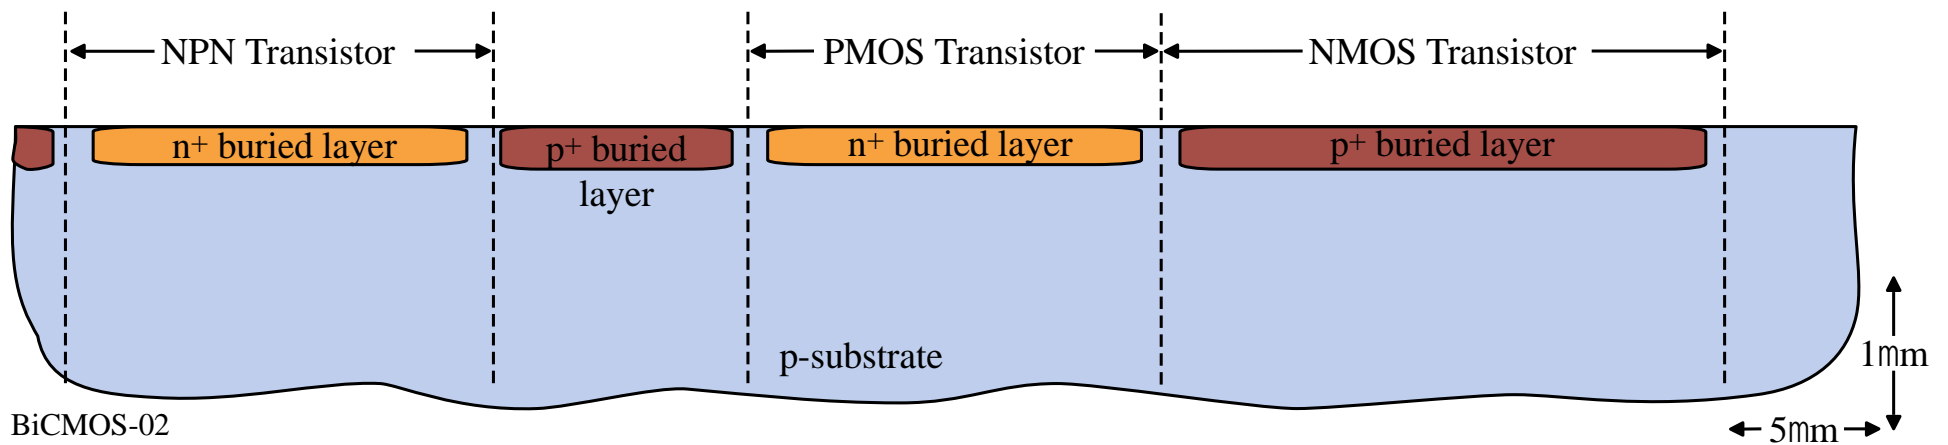 NPN Transistor PMOS Transistor NMOS Transistor
n+ buried layer p+ buried n+ buried layer p+ buried layer
layer
p-substrate
1mm
BiCMOS-02
5mm